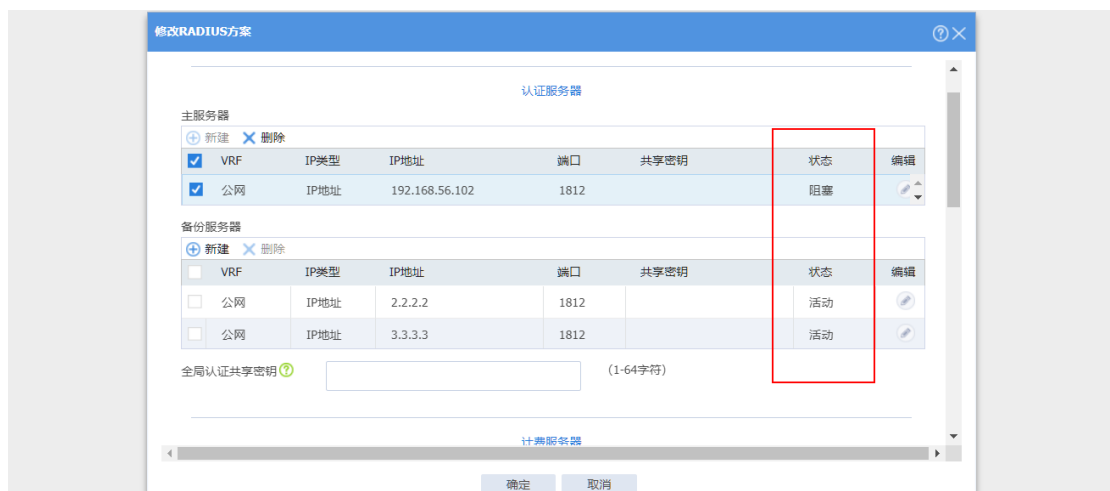 修改RADIUS方案
认证服务器
主服务器
新建 删除
VRF IP类型 IP地址 端口 共享密钥 状态 编辑
公网 IP地址 192.168.56.102 1812 阻塞
备份服务器
新建 删除
VRF IP类型 IP地址 端口 共享密钥 状态 编辑
公网 IP地址 2.2.2.2 1812 活动
公网 IP地址 3.3.3.3 1812 活动
全局认证共享密钥 (1-64字符)
计费服务器
确定 取消